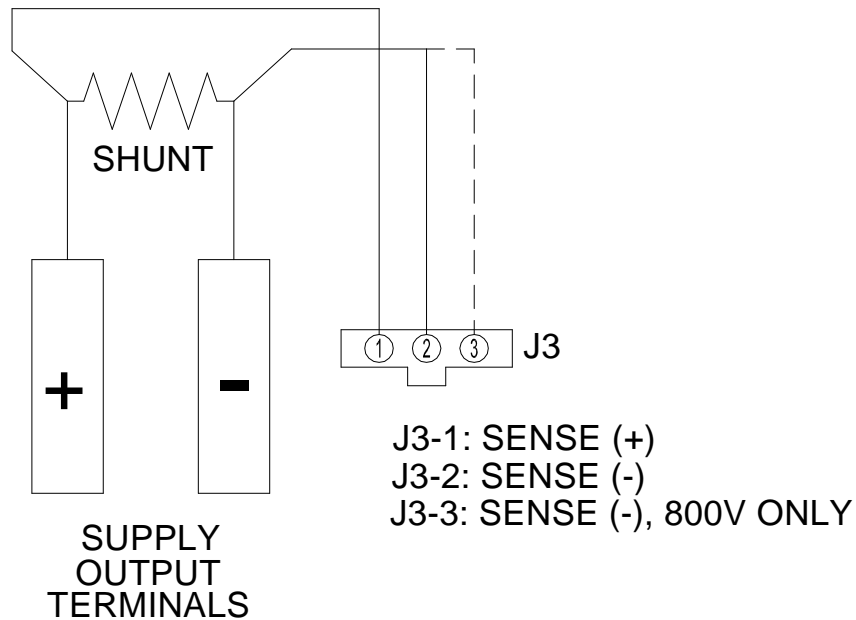 SHUNT
+
-
1 2 3 J3
J3-1: SENSE (+)
J3-2: SENSE (-)
J3-3: SENSE (-), 800V ONLY
SUPPLY
OUTPUT
TERMINALS